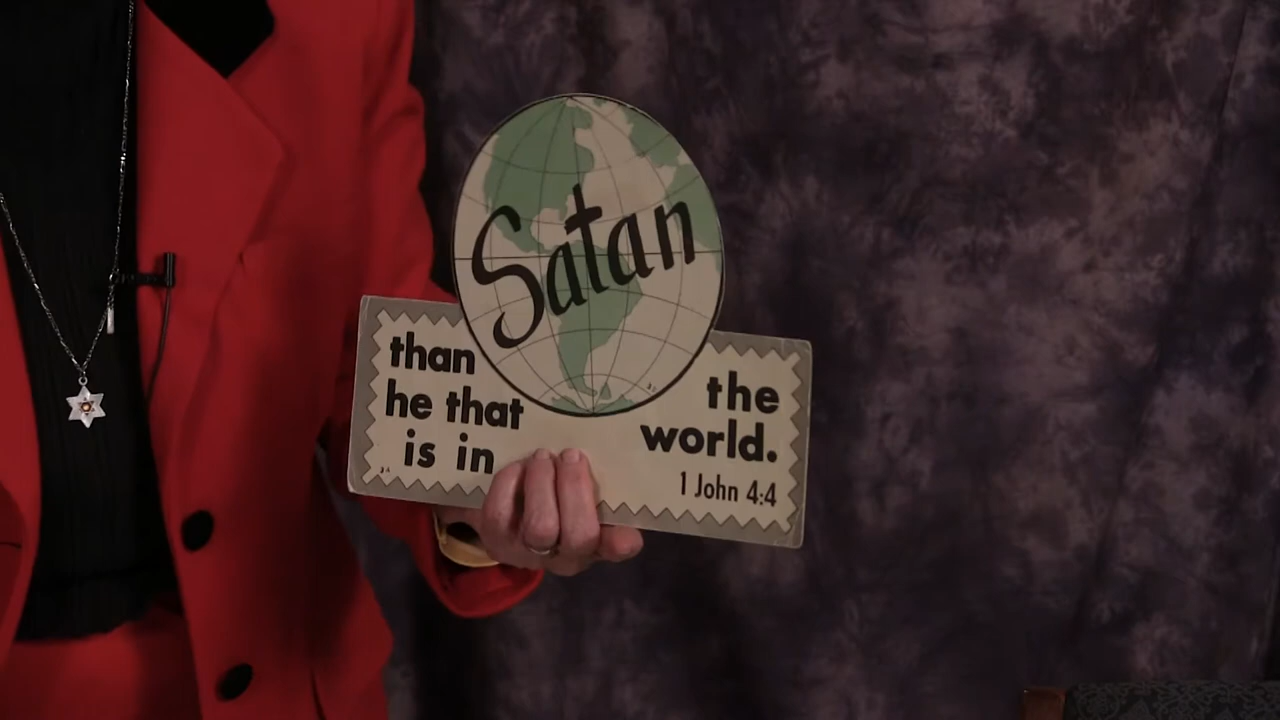 Satan
than
he that
is in
the
world.
1 John 4:4